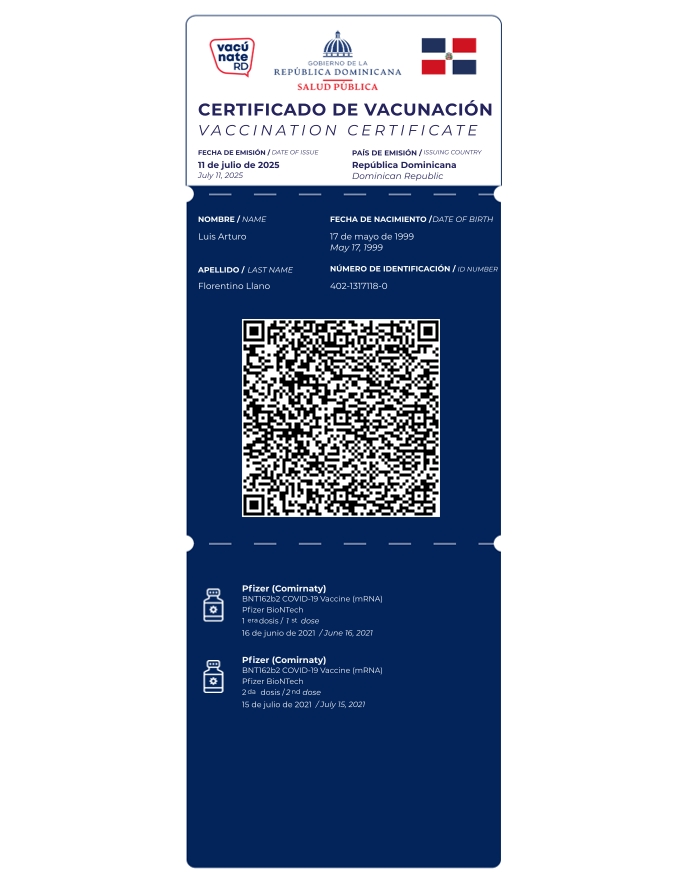 vacú
nate
RD
GOBIERNO DE LA
REPÚBLICA DOMINICANA
SALUD PÚBLICA
CERTIFICADO DE VACUNACIÓN
VACCINATION CERTIFICATE
FECHA DE EMISIÓN / DATE OF ISSUE
11 de julio de 2025
July 11, 2025
PAÍS DE EMISIÓN / ISSUING COUNTRY
República Dominicana
Dominican Republic
NOMBRE / NAME
Luis Arturo
FECHA DE NACIMIENTO /DATE OF BIRTH
17 de mayo de 1999
May 17, 1999
APELLIDO / LAST NAME
Florentino Llano
NÚMERO DE IDENTIFICACIÓN / ID NUMBER
402-1317118-0
Pfizer (Comirnaty)
BNT162b2 COVID-19 Vaccine (mRNA)
Pfizer BioNTech
1 era dosis / 1 st dose
16 de junio de 2021 / June 16, 2021
Pfizer (Comirnaty)
BNT162b2 COVID-19 Vaccine (mRNA)
Pfizer BioNTech
2 da dosis / 2 nd dose
15 de julio de 2021 / July 15, 2021